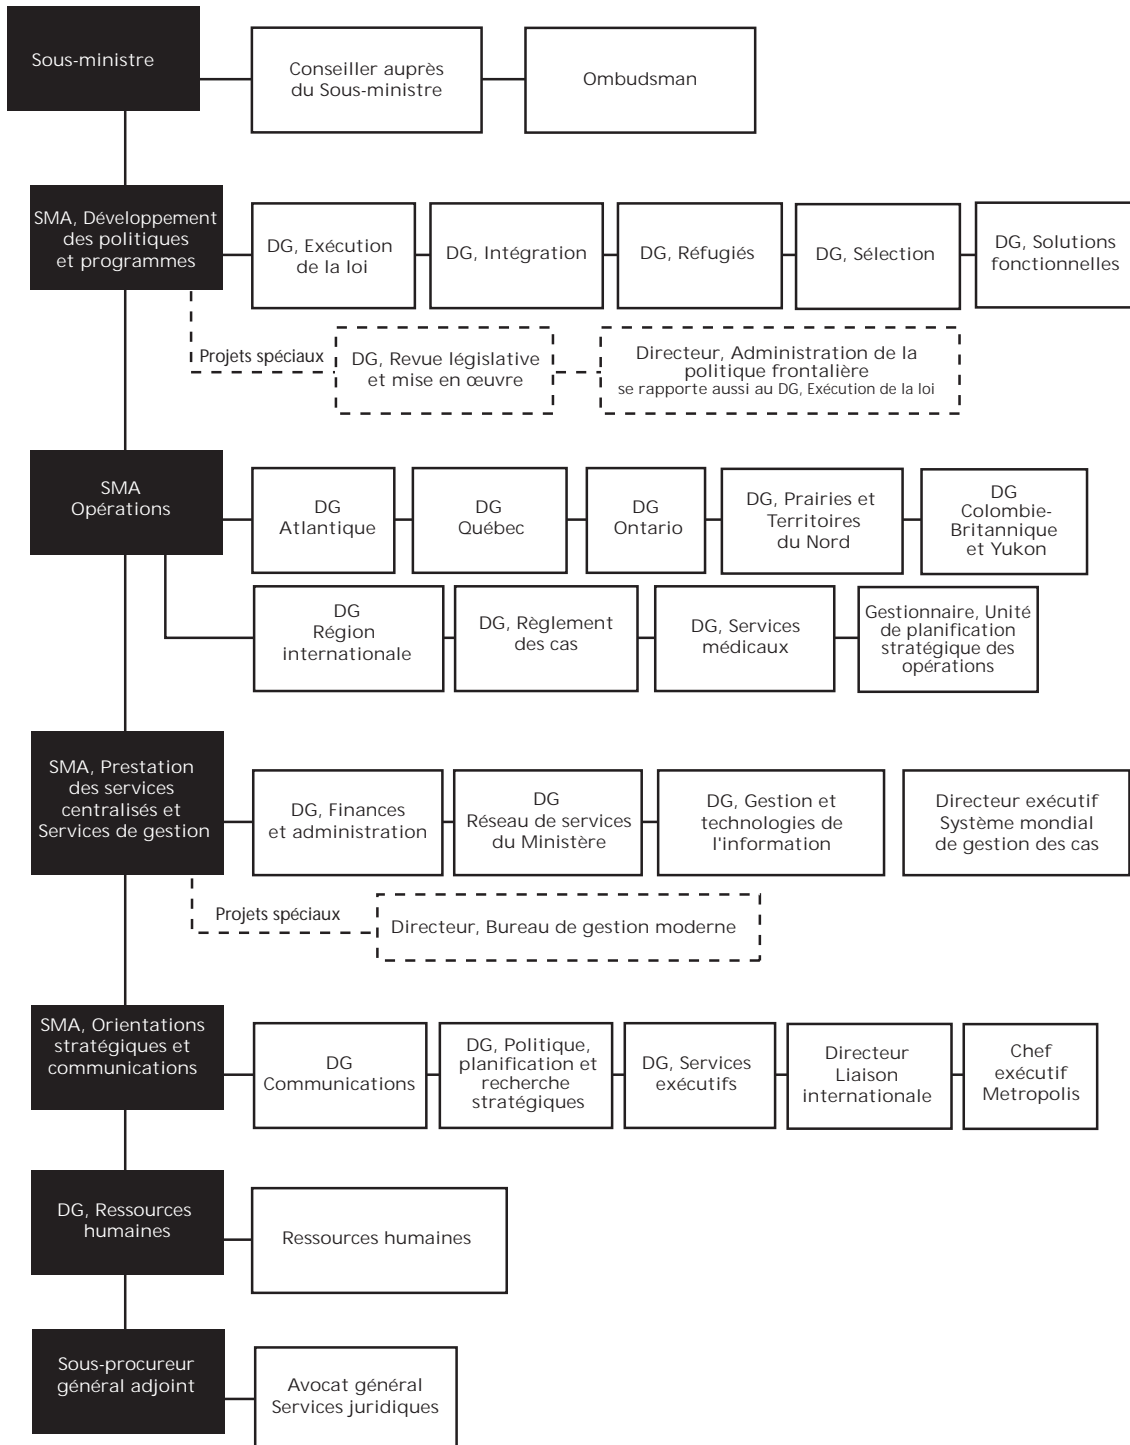 Sous-ministre
Conseiller auprès
du Sous-ministre
Ombudsman
SMA, Développement
des politiques
et programmes
DG, Exécution
de la loi
DG, Intégration
DG, Réfugiés
DG, Sélection
DG, Solutions
fonctionnelles
Projets spéciaux
DG, Revue législative
et mise en œuvre
Directeur, Administration de la
politique frontalière
se rapporte aussi au DG, Exécution de la loi
SMA
Opérations
DG
Atlantique
DG
Québec
DG
Ontario
DG, Prairies et
Territoires
du Nord
DG
Colombie-
Britannique
et Yukon
DG
Région
internationale
DG, Règlement
des cas
DG, Services
médicaux
Gestionnaire, Unité
de planification
stratégique des
opérations
SMA, Prestation
des services
centralisés et
Services de gestion
DG, Finances
et administration
DG
Réseau de services
du Ministère
DG, Gestion et
technologies de
l'information
Directeur exécutif
Système mondial
de gestion des cas
Projets spéciaux
Directeur, Bureau de gestion moderne
SMA, Orientations
stratégiques et
communications
DG
Communications
DG, Politique,
planification et
recherche
stratégiques
DG, Services
exécutifs
Directeur
Liaison
internationale
Chef
exécutif
Metropolis
DG, Ressources
humaines
Ressources humaines
Sous-procureur
général adjoint
Avocat général
Services juridiques